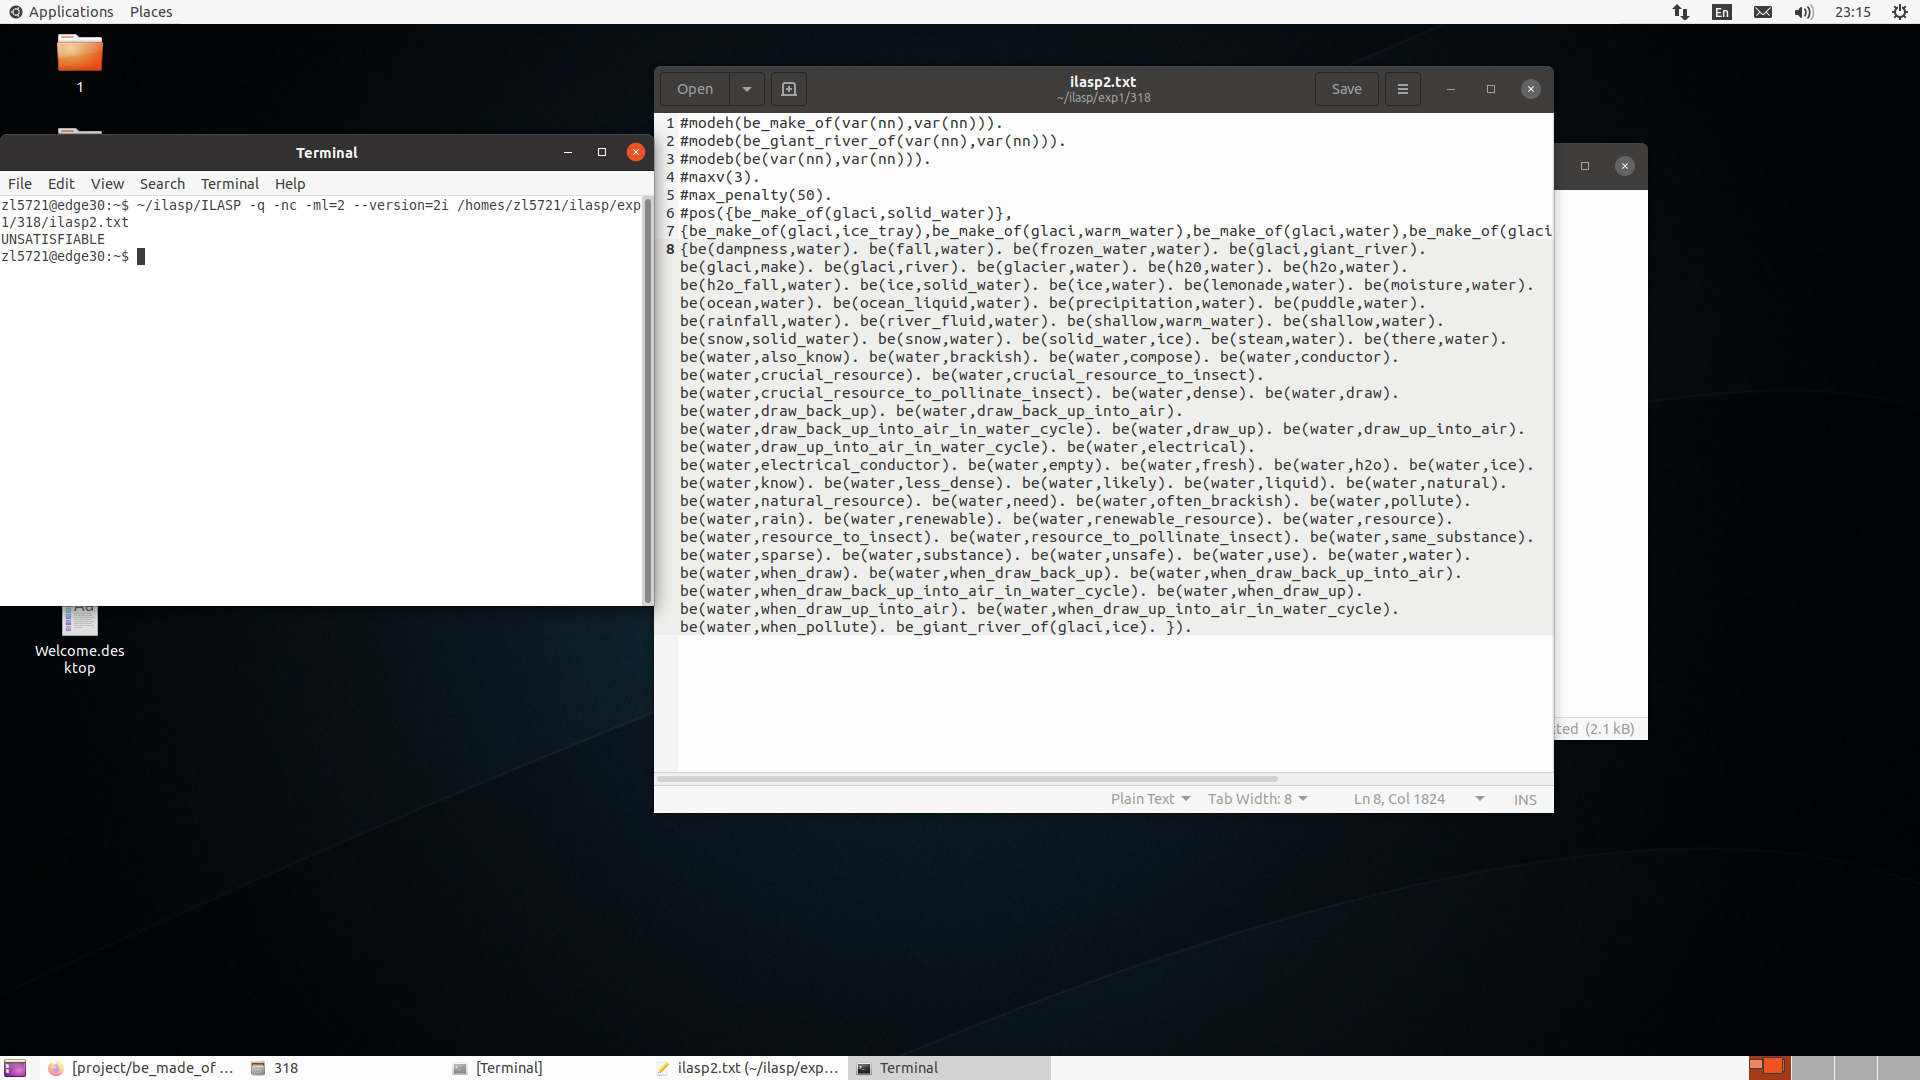 Applications Places
En 23:15
1
Terminal
File Edit View Search Terminal Help
zl5721@edge30:~$ ~/ilasp/ILASP -q -nc -ml=2 --version=2i /homes/zl5721/ilasp/exp
1/318/ilasp2.txt
UNSATISFIABLE
zl5721@edge30:~$
Welcome.des
ktop
Open
ilasp2.txt
~/ilasp/exp1/318
Save
1 #modeh(be_make_of(var(nn),var(nn))).
2 #modeb(be_giant_river_of(var(nn),var(nn))).
3 #modeb(be(var(nn),var(nn))).
4 #maxv(3).
5 #max_penalty(50).
6 #pos({be_make_of(glaci,solid_water)},
7 {be_make_of(glaci,ice_tray),be_make_of(glaci,warm_water),be_make_of(glaci,water),be_make_of(glaci
8 {be(dampness,water). be(fall,water). be(frozen_water,water). be(glaci,giant_river).
be(glaci,make). be(glaci,river). be(glacier,water). be(h20,water). be(h2o,water).
be(h2o_fall,water). be(ice,solid_water). be(ice,water). be(lemonade,water). be(moisture,water).
be(ocean,water). be(ocean_liquid,water). be(precipitation,water). be(puddle,water).
be(rainfall,water). be(river_fluid,water). be(shallow,warm_water). be(shallow,water).
be(snow,solid_water). be(snow,water). be(solid_water,ice). be(steam,water). be(there,water).
be(water,also_know). be(water,brackish). be(water,compose). be(water,conductor).
be(water,crucial_resource). be(water,crucial_resource_to_insect).
be(water,crucial_resource_to_pollinate_insect). be(water,dense). be(water,draw).
be(water,draw_back_up). be(water,draw_back_up_into_air).
be(water,draw_back_up_into_air_in_water_cycle). be(water,draw_up). be(water,draw_up_into_air).
be(water,draw_up_into_air_in_water_cycle). be(water,electrical).
be(water,electrical_conductor). be(water,empty). be(water,fresh). be(water,h2o). be(water,ice).
be(water,know). be(water,less_dense). be(water,likely). be(water,liquid). be(water,natural).
be(water,natural_resource). be(water,need). be(water,often_brackish). be(water,pollute).
be(water,rain). be(water,renewable). be(water,renewable_resource). be(water,resource).
be(water,resource_to_insect). be(water,resource_to_pollinate_insect). be(water,same_substance).
be(water,sparse). be(water,substance). be(water,unsafe). be(water,use). be(water,water).
be(water,when_draw). be(water,when_draw_back_up). be(water,when_draw_back_up_into_air).
be(water,when_draw_back_up_into_air_in_water_cycle). be(water,when_draw_up).
be(water,when_draw_up_into_air). be(water,when_draw_up_into_air_in_water_cycle).
be(water,when_pollute). be_giant_river_of(glaci,ice). }).
Plain Text Tab Width: 8 Ln 8, Col 1824 INS
cted (2.1 kB)
[project/be_made_of ... 318 [Terminal] ilasp2.txt (~/ilasp/exp... Terminal